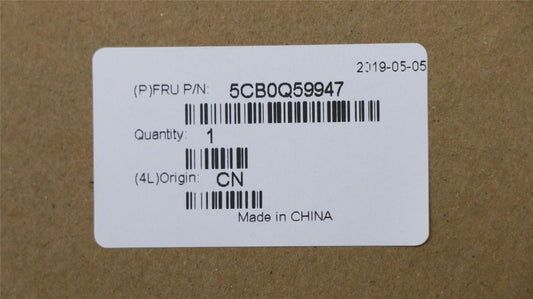 2019-05-05
(P)FRU P/N: 5CB0Q59947
Quantity: 1
(4L)Origin: CN
Made in CHINA